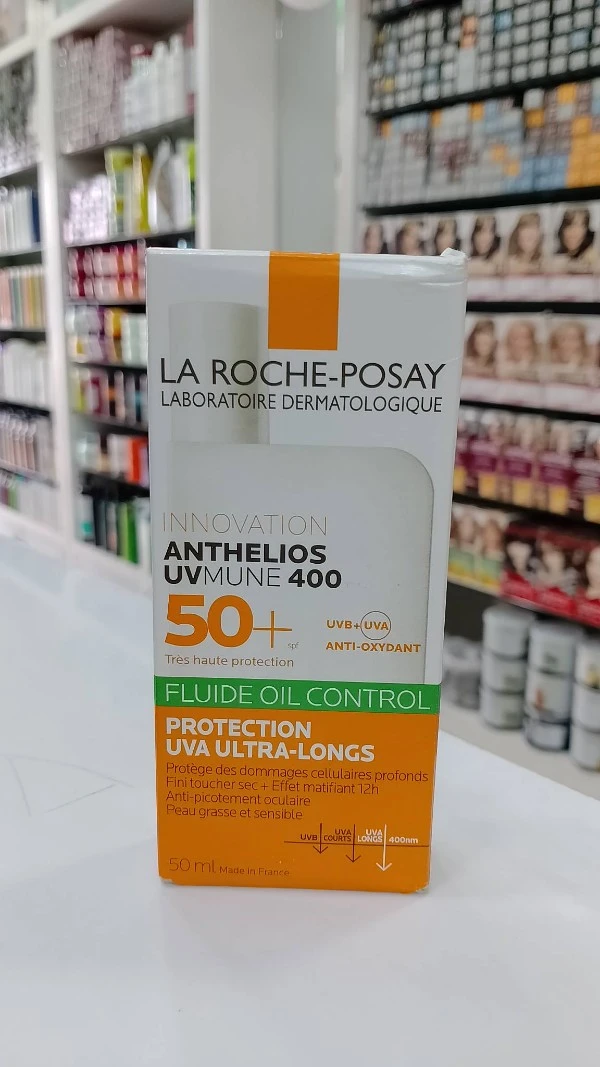 LA ROCHE-POSAY
LABORATOIRE DERMATOLOGIQUE
INNOVATION
ANTHELIOS
UVMUNE 400
50+
spf
Très haute protection
UVB+UVA
ANTI-OXYDANT
FLUIDE OIL CONTROL
PROTECTION
UVA ULTRA-LONGS
Protège des dommages cellulaires profonds
Fini toucher sec + Effet matifiant 12h
Anti-picotement oculaire
Peau grasse et sensible
UVB
UVA COURTS
UVA LONGS
400nm
50 ml Made in France